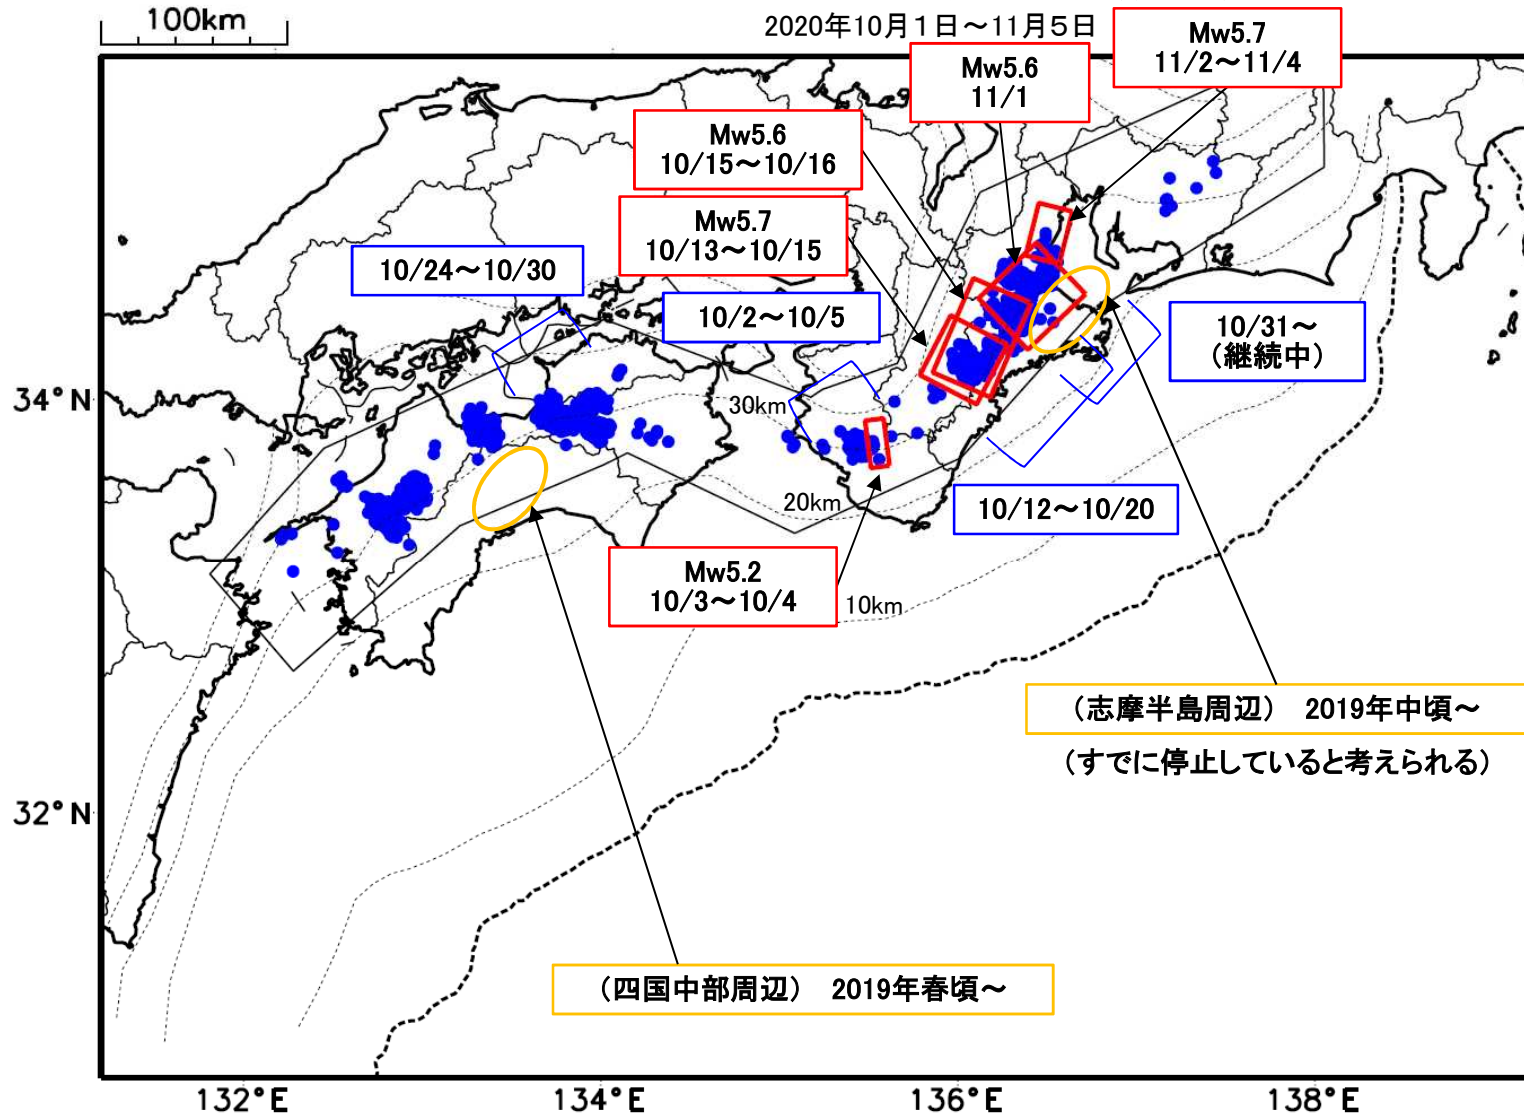 100km
2020年10月1日～11月5日
Mw5.7
11/2～11/4
Mw5.6
11/1
Mw5.6
10/15～10/16
Mw5.7
10/13～10/15
10/24～10/30
10/2～10/5
10/31～
（継続中）
34°N
30km
20km
10/12～10/20
Mw5.2
10/3～10/4
10km
（志摩半島周辺） 2019年中頃～
（すでに停止していると考えられる）
32°N
（四国中部周辺） 2019年春頃～
132°E
134°E
136°E
138°E